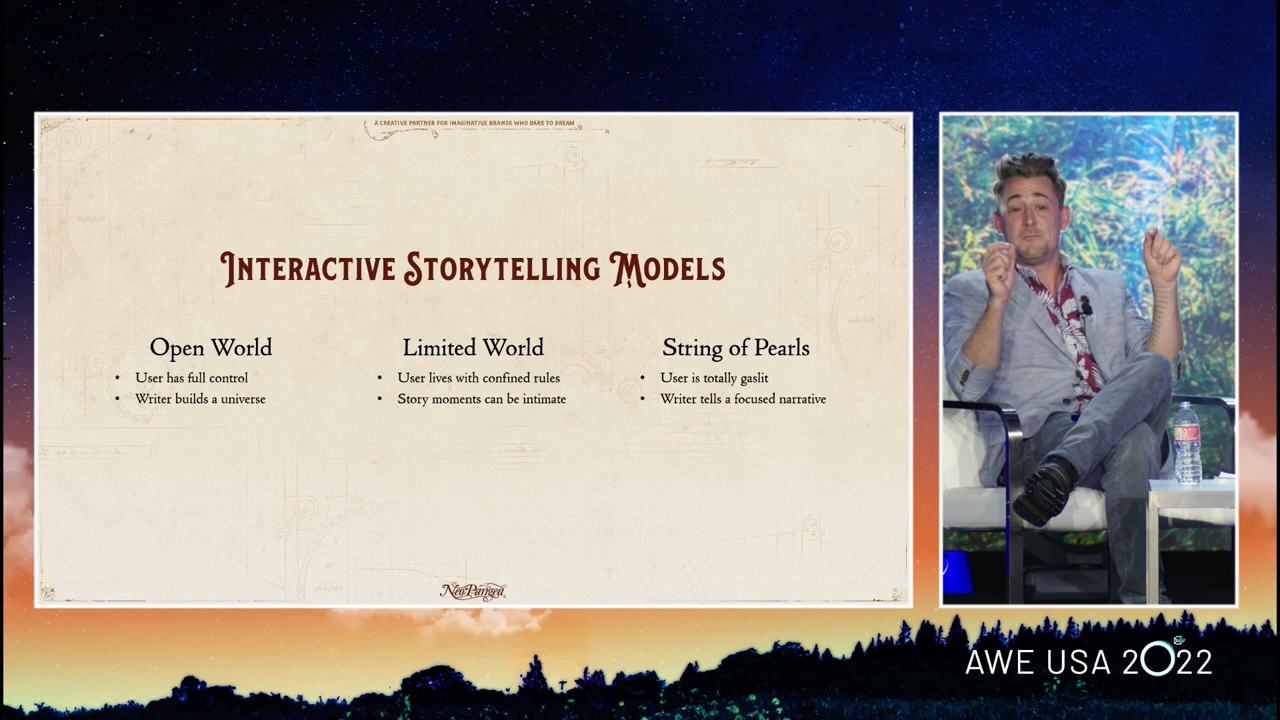 A CREATIVE PARTNER FOR IMAGINATIVE BRANDS WHO DARE TO DREAM
Interactive Storytelling Models
Open World
• User has full control
• Writer builds a universe
Limited World
• User lives with confined rules
• Story moments can be intimate
String of Pearls
• User is totally gaslit
• Writer tells a focused narrative
NeoPangea
AWE USA 2022